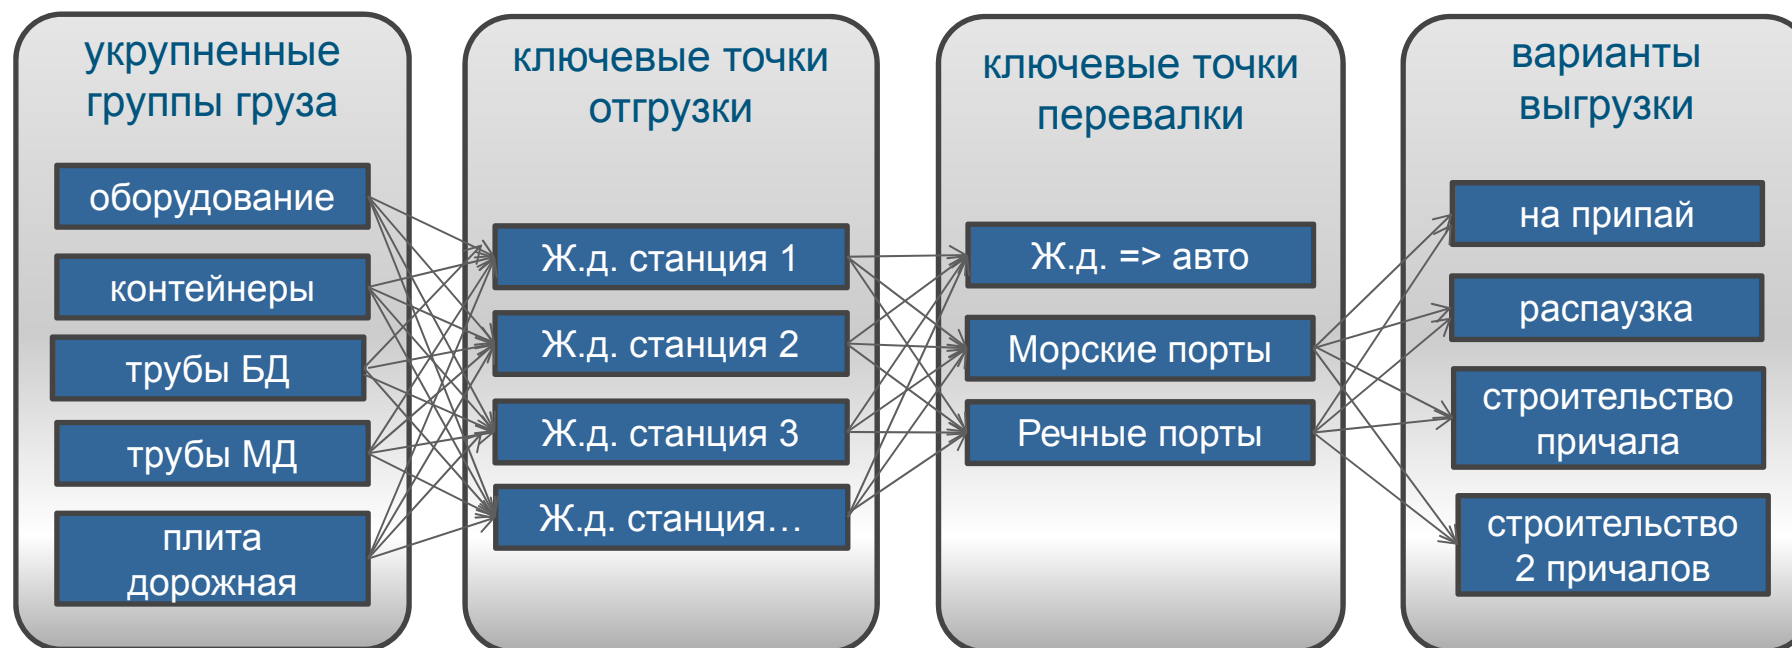 укрупненные
группы груза
оборудование
контейнеры
трубы БД
трубы МД
плита
дорожная
ключевые точки
отгрузки
Ж.д. станция 1
Ж.д. станция 2
Ж.д. станция 3
Ж.д. станция…
ключевые точки
перевалки
Ж.д. => авто
Морские порты
Речные порты
варианты
выгрузки
на припай
распаузка
строительство
причала
строительство
2 причалов